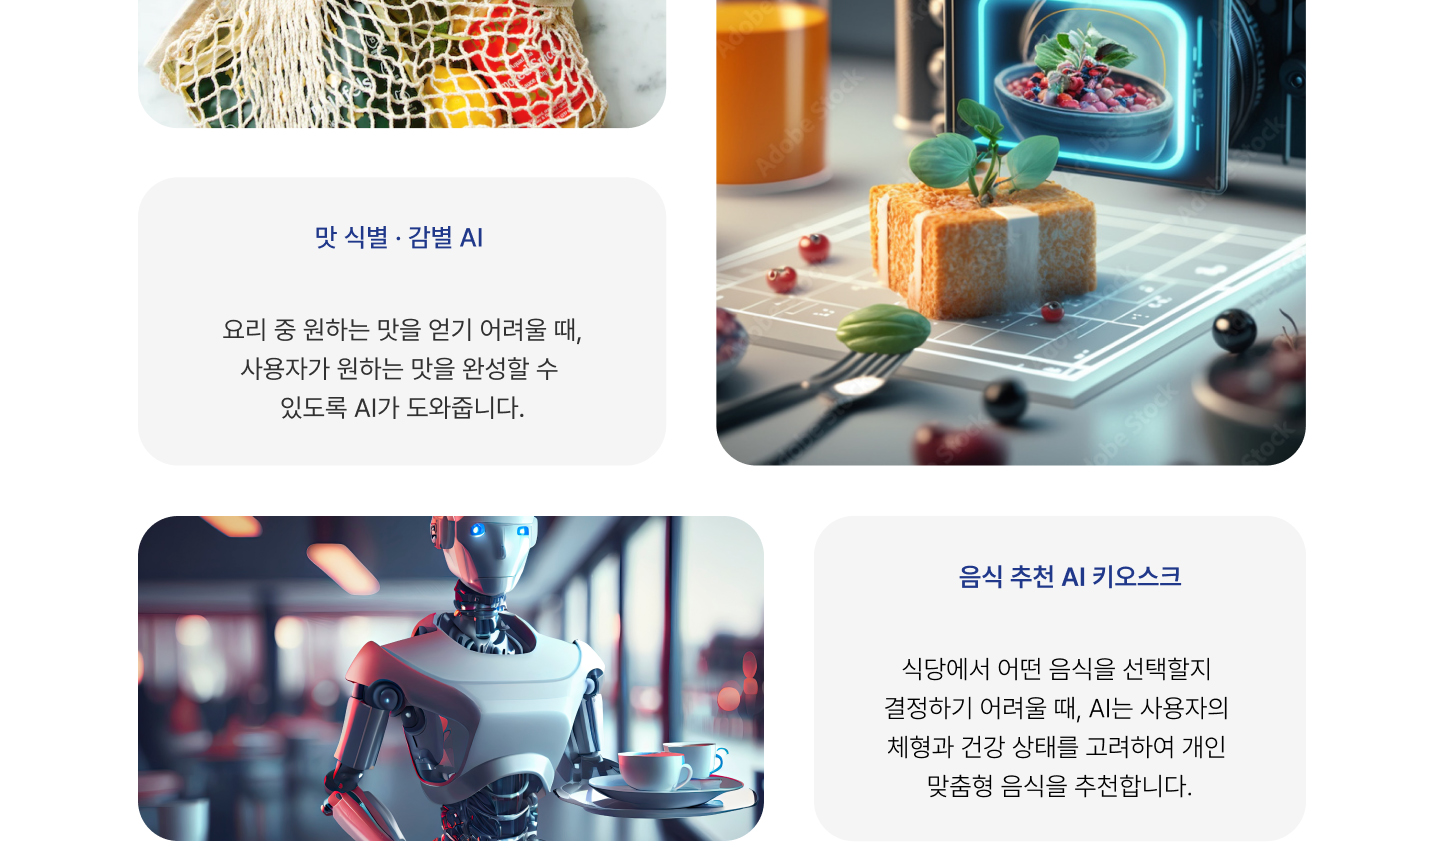 맛 식별 · 감별 AI
요리 중 원하는 맛을 얻기 어려울 때,
사용자가 원하는 맛을 완성할 수
있도록 AI가 도와줍니다.
Adobe Stock
음식 추천 AI 키오스크
식당에서 어떤 음식을 선택할지
결정하기 어려울 때, AI는 사용자의
체형과 건강 상태를 고려하여 개인
맞춤형 음식을 추천합니다.